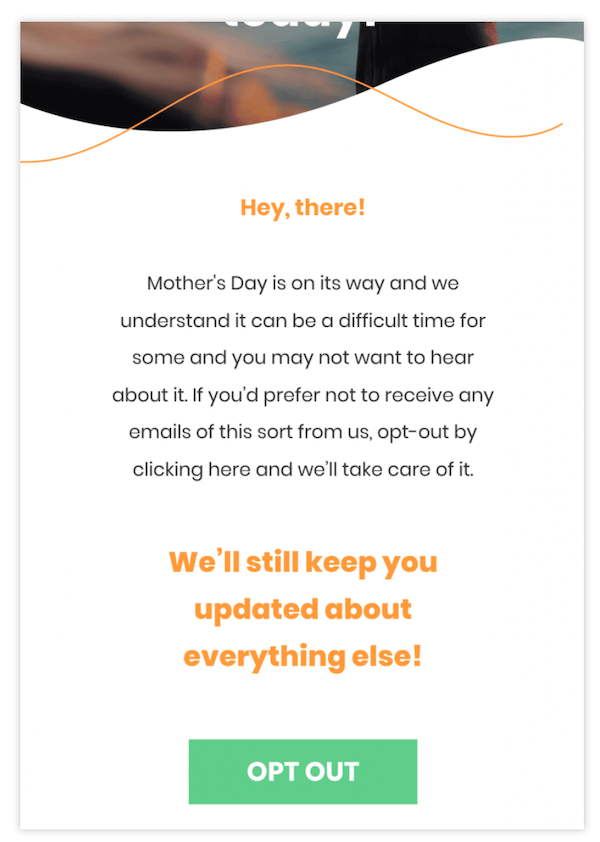 today!
Hey, there!
Mother's Day is on its way and we
understand it can be a difficult time for
some and you may not want to hear
about it. If you'd prefer not to receive any
emails of this sort from us, opt-out by
clicking here and we'll take care of it.
We'll still keep you
updated about
everything else!
OPT OUT